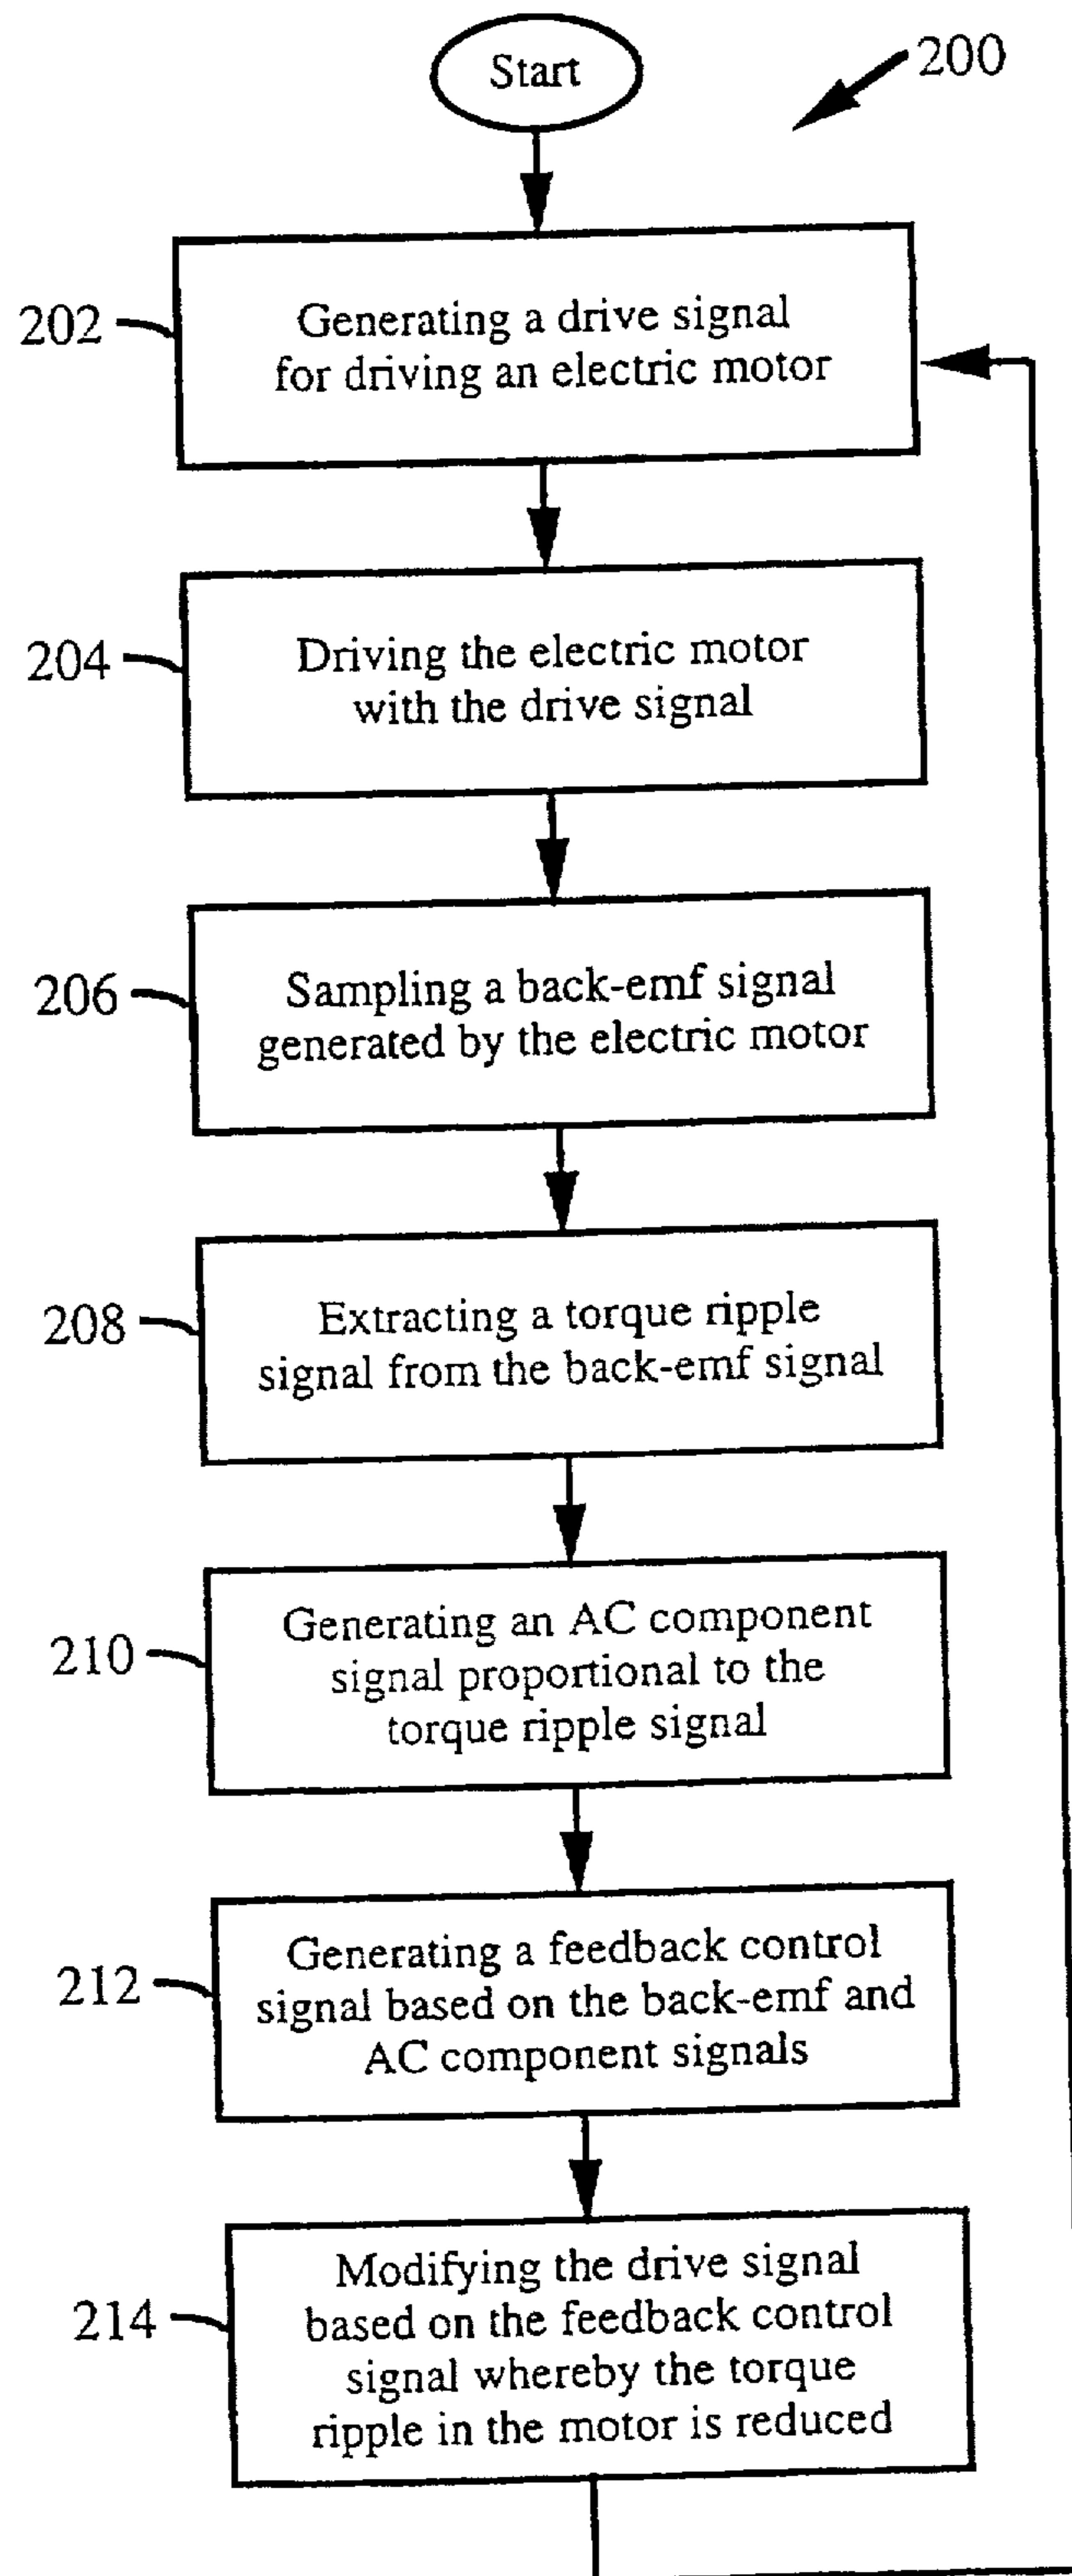 Start
200
202
Generating a drive signal
for driving an electric motor
204
Driving the electric motor
with the drive signal
206
Sampling a back-emf signal
generated by the electric motor
208
Extracting a torque ripple
signal from the back-emf signal
210
Generating an AC component
signal proportional to the
torque ripple signal
212
Generating a feedback control
signal based on the back-emf and
AC component signals
214
Modifying the drive signal
based on the feedback control
signal whereby the torque
ripple in the motor is reduced